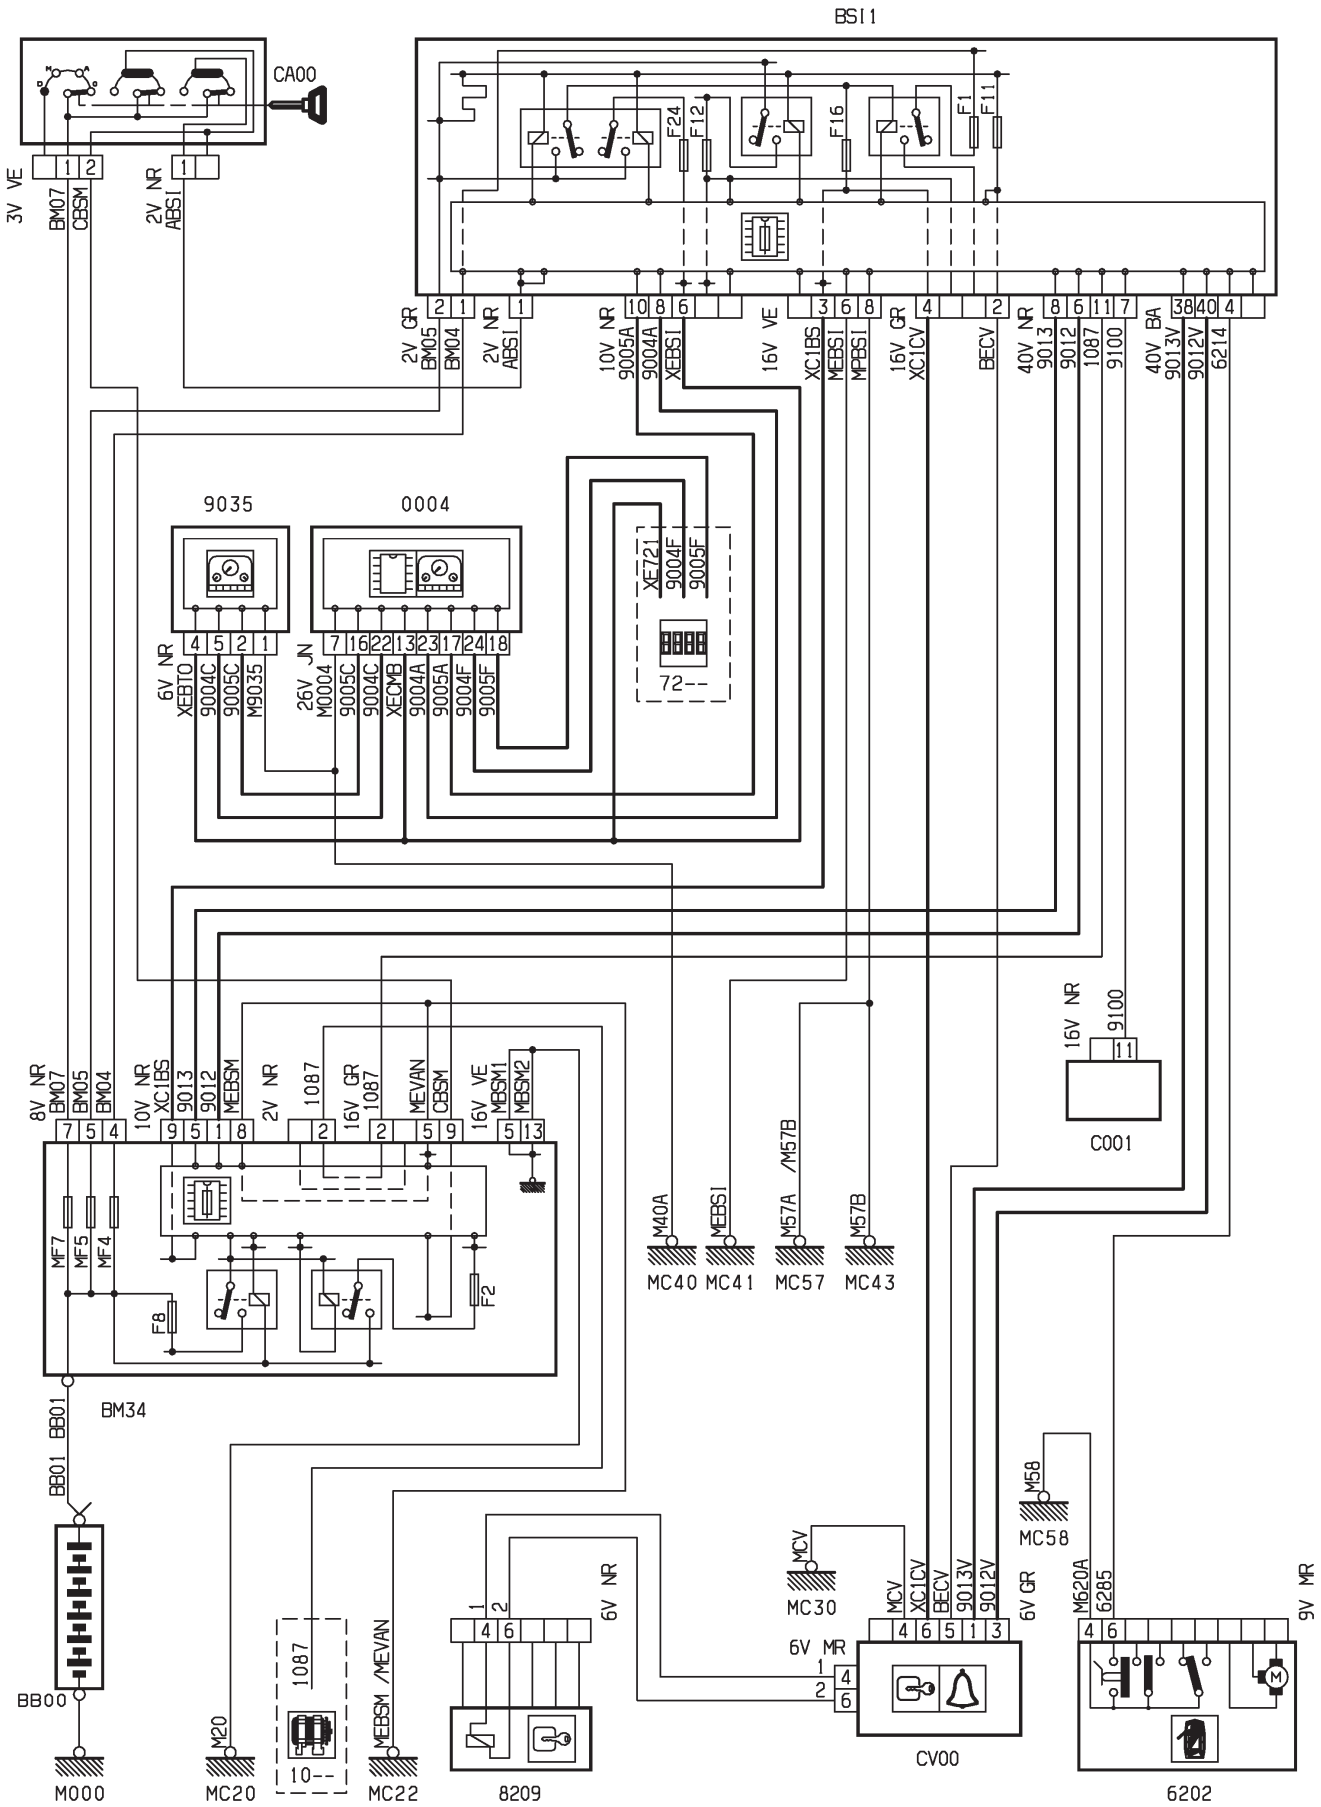 BSI1
CA00
M
A
D
C
F24
F12
F16
F1
F11
1
2
1
3V VE
BM07
CBSM
2V NR
ABSI
2
1
1
10
8
6
3
6
8
4
2
8
6
11
7
38
40
4
2V GR
BM05
BM04
2V NR
ABSI
10V NR
9005A
9004A
XEBSI
16V VE
XC1BS
MEBSI
MPBSI
16V GR
XC1CV
BECV
40V NR
9013
9012
1087
9100
40V BA
9013V
9012V
6214
9035
0004
XE721
9004F
9005F
72--
4
5
2
1
7
16
22
13
23
17
24
18
6V NR
XEBTO
9004C
9005C
M9035
26V JN
M0004
9005C
9004C
XECMB
9004A
9005A
9004F
9005F
16V NR
9100
11
C001
8V NR
BM07
BM05
BM04
10V NR
XC1BS
9013
9012
MEBSM
2V NR
1087
16V GR
1087
MEVAN
CBSM
16V VE
MBSM1
MBSM2
7
5
4
9
5
1
8
2
2
5
9
5
13
MF7
MF5
MF4
F8
F2
BM34
M40A
MEBSI
M57A /M57B
M57B
MC40
MC41
MC57
MC43
BB01
BB01
BB00
M000
M20
MC20
1087
10--
MEBSM /MEVAN
MC22
1
2
6V NR
4
6
8209
MCV
MC30
MCV
XC1CV
BECV
9013V
9012V
6V GR
4
6
5
1
3
6V MR
1
4
2
6
CV00
M58
MC58
M620A
6285
9V MR
4
6
M
6202